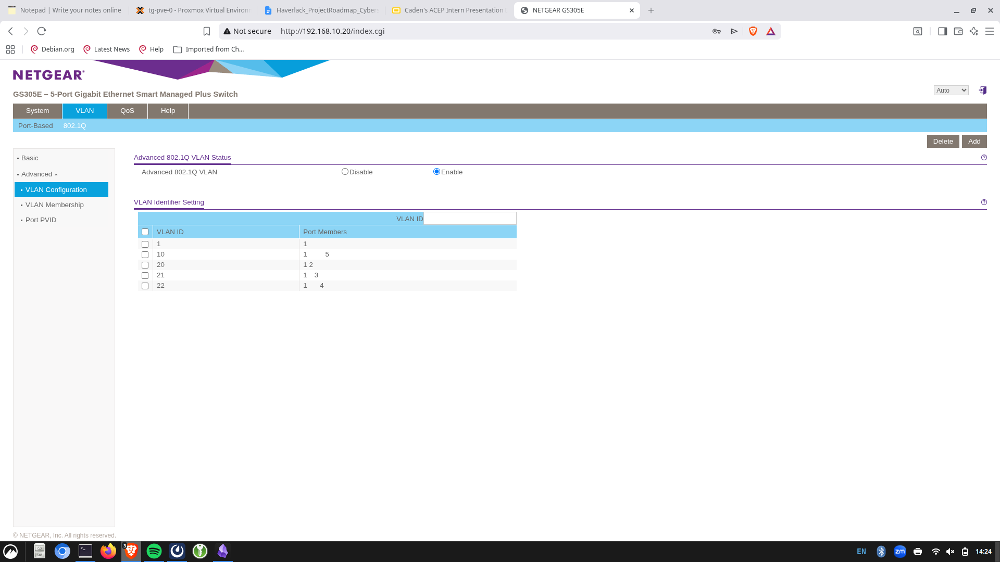 Notepad | Write your notes online
tg-pve-0 - Proxmox Virtual Environ
Haverlack_ProjectRoadmap_Cybers
Caden's ACEP Intern Presentation
NETGEAR GS305E
Not secure
http://192.168.10.20/index.cgi
Debian.org
Latest News
Help
Imported from Ch...
NETGEAR®
GS305E – 5-Port Gigabit Ethernet Smart Managed Plus Switch
Auto
System
VLAN
QoS
Help
Port-Based
802.1Q
Delete
Add
Basic
Advanced
VLAN Configuration
VLAN Membership
Port PVID
Advanced 802.1Q VLAN Status
Advanced 802.1Q VLAN
Disable
Enable
VLAN Identifier Setting
VLAN ID
VLAN ID Port Members
1 1
10 1 5
20 1 2
21 1 3
22 1 4
© NETGEAR, Inc. All rights reserved.
3
EN
zm
14:24